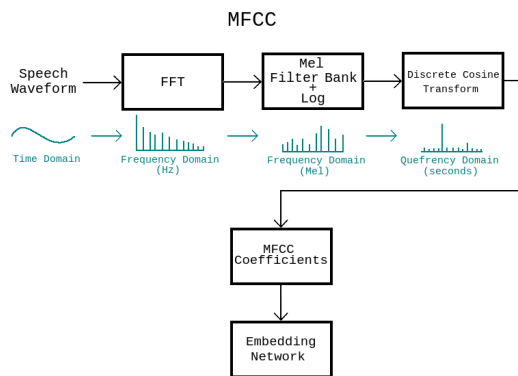 MFCC
Speech
Waveform
FFT
Mel
Filter Bank
+
Log
Discrete Cosine
Transform
Time Domain
Frequency Domain
(Hz)
Frequency Domain
(Mel)
Quefrency Domain
(seconds)
MFCC
Coefficients
Embedding
Network